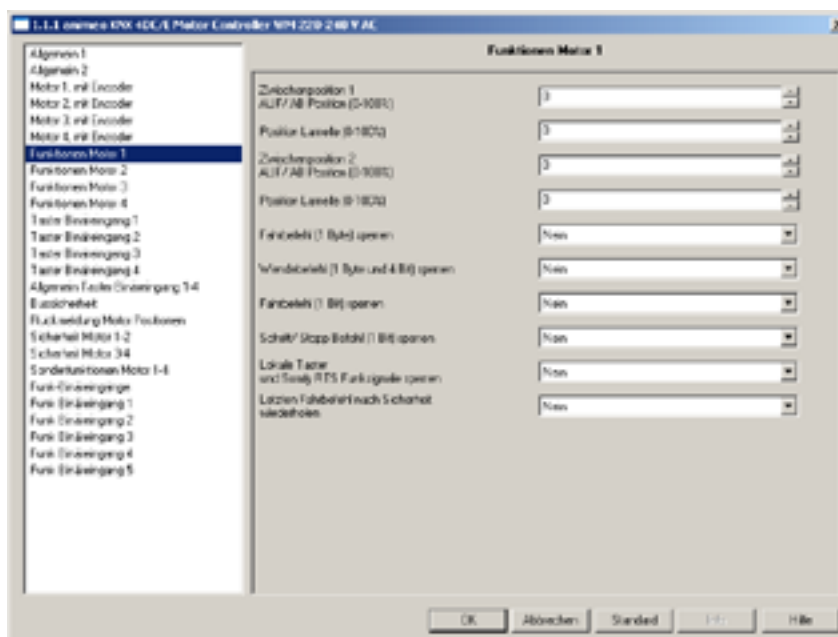 1.1.1 animeo KNX 4DC/E Motor Controller WM 220-240 V AC
Allgemein 1
Allgemein 2
Motor 1, mit Encoder
Motor 2, mit Encoder
Motor 3, mit Encoder
Motor 4, mit Encoder
Funktionen Motor 1
Funktionen Motor 2
Funktionen Motor 3
Funktionen Motor 4
Taster Binäreingang 1
Taster Binäreingang 2
Taster Binäreingang 3
Taster Binäreingang 4
Allgemein Taster Binäreingang 1-4
Bussicherheit
Rückmeldung Motor Positionen
Sicherheit Motor 1-2
Sicherheit Motor 3-4
Sonderfunktionen Motor 1-4
Funk-Binäreingänge
Funk Binäreingang 1
Funk Binäreingang 2
Funk Binäreingang 3
Funk Binäreingang 4
Funk Binäreingang 5
Funktionen Motor 1
Zwischenposition 1
AUF/ AB Position (0-100%)
0
Position Lamelle (0-100%)
0
Zwischenposition 2
AUF/ AB Position (0-100%)
0
Position Lamelle (0-100%)
0
Fahrbefehl (1 Byte) sperren
Nein
Wendebefehl (1 Byte und 4 Bit) sperren
Nein
Fahrbefehl (1 Bit) sperren
Nein
Schritt/ Stopp Befehl (1 Bit) sperren
Nein
Lokale Taster
und Somfy RTS Funksignale sperren
Nein
Letzten Fahrbefehl nach Sicherheit
wiederholen
Nein
OK
Abbrechen
Standard
Info
Hilfe